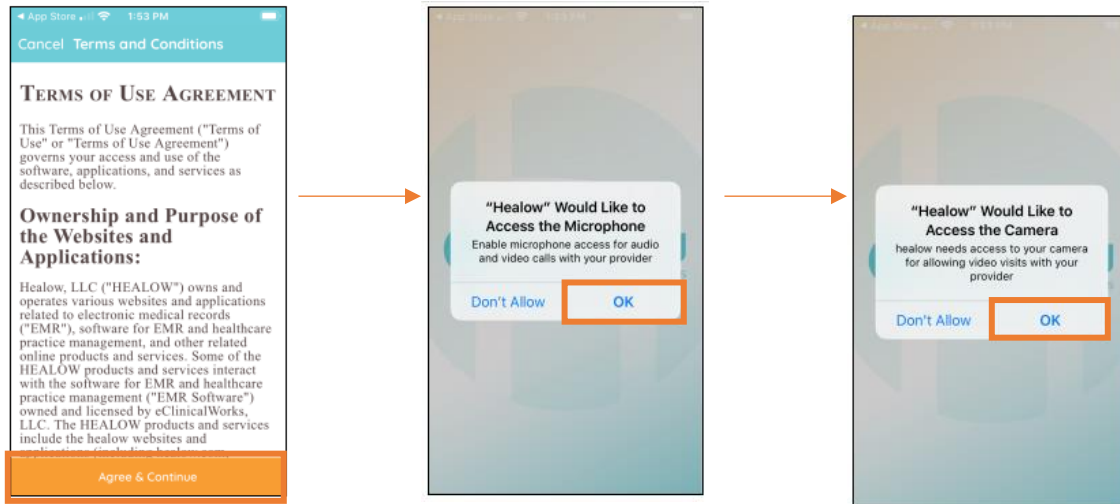 App Store 1:53 PM
Cancel Terms and Conditions
TERMS OF USE AGREEMENT
This Terms of Use Agreement ("Terms of
Use" or "Terms of Use Agreement")
governs your access and use of the
software, applications, and services as
described below.
Ownership and Purpose of
the Websites and
Applications:
Healow, LLC ("HEALOW") owns and
operates various websites and applications
related to electronic medical records
("EMR"), software for EMR and healthcare
practice management, and other related
online products and services. Some of the
HEALOW products and services interact
with the software for EMR and healthcare
practice management ("EMR Software")
owned and licensed by eClinicalWorks,
LLC. The HEALOW products and services
include the healow websites and
applications (including healow.com
Agree & Continue
App Store
“Healow” Would Like to
Access the Microphone
Enable microphone access for audio
and video calls with your provider
Don't Allow OK
App Store
“Healow” Would Like to
Access the Camera
healow needs access to your camera
for allowing video visits with your
provider
Don't Allow OK